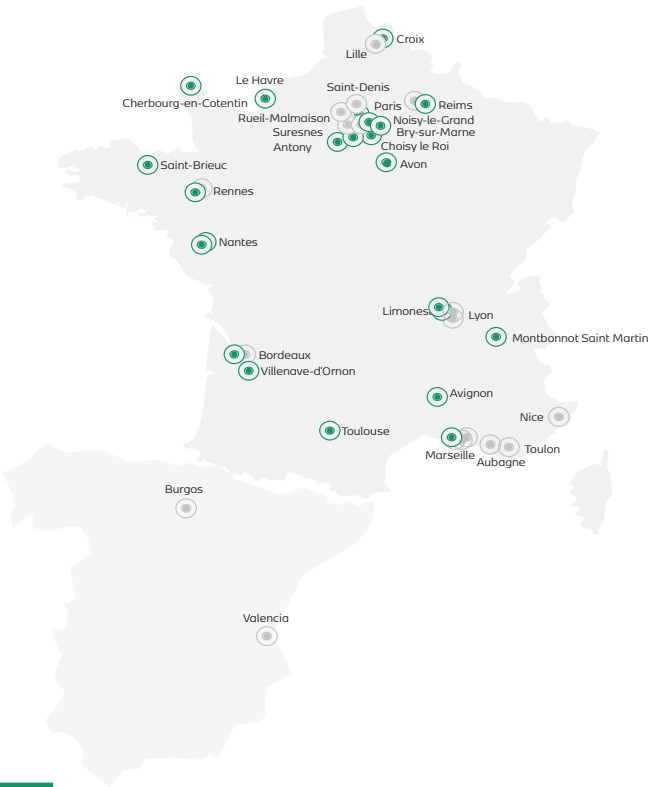 Croix
Lille
Le Havre
Cherbourg-en-Cotentin
Saint-Denis
Paris
Reims
Rueil-Malmaison
Noisy-le-Grand
Suresnes
Bry-sur-Marne
Antony
Choisy le Roi
Avon
Saint-Brieuc
Rennes
Nantes
Limones
Lyon
Montbonnot Saint Martin
Bordeaux
Villenave-d'Ornon
Avignon
Nice
Toulouse
Marseille
Toulon
Aubagne
Burgos
Valencia